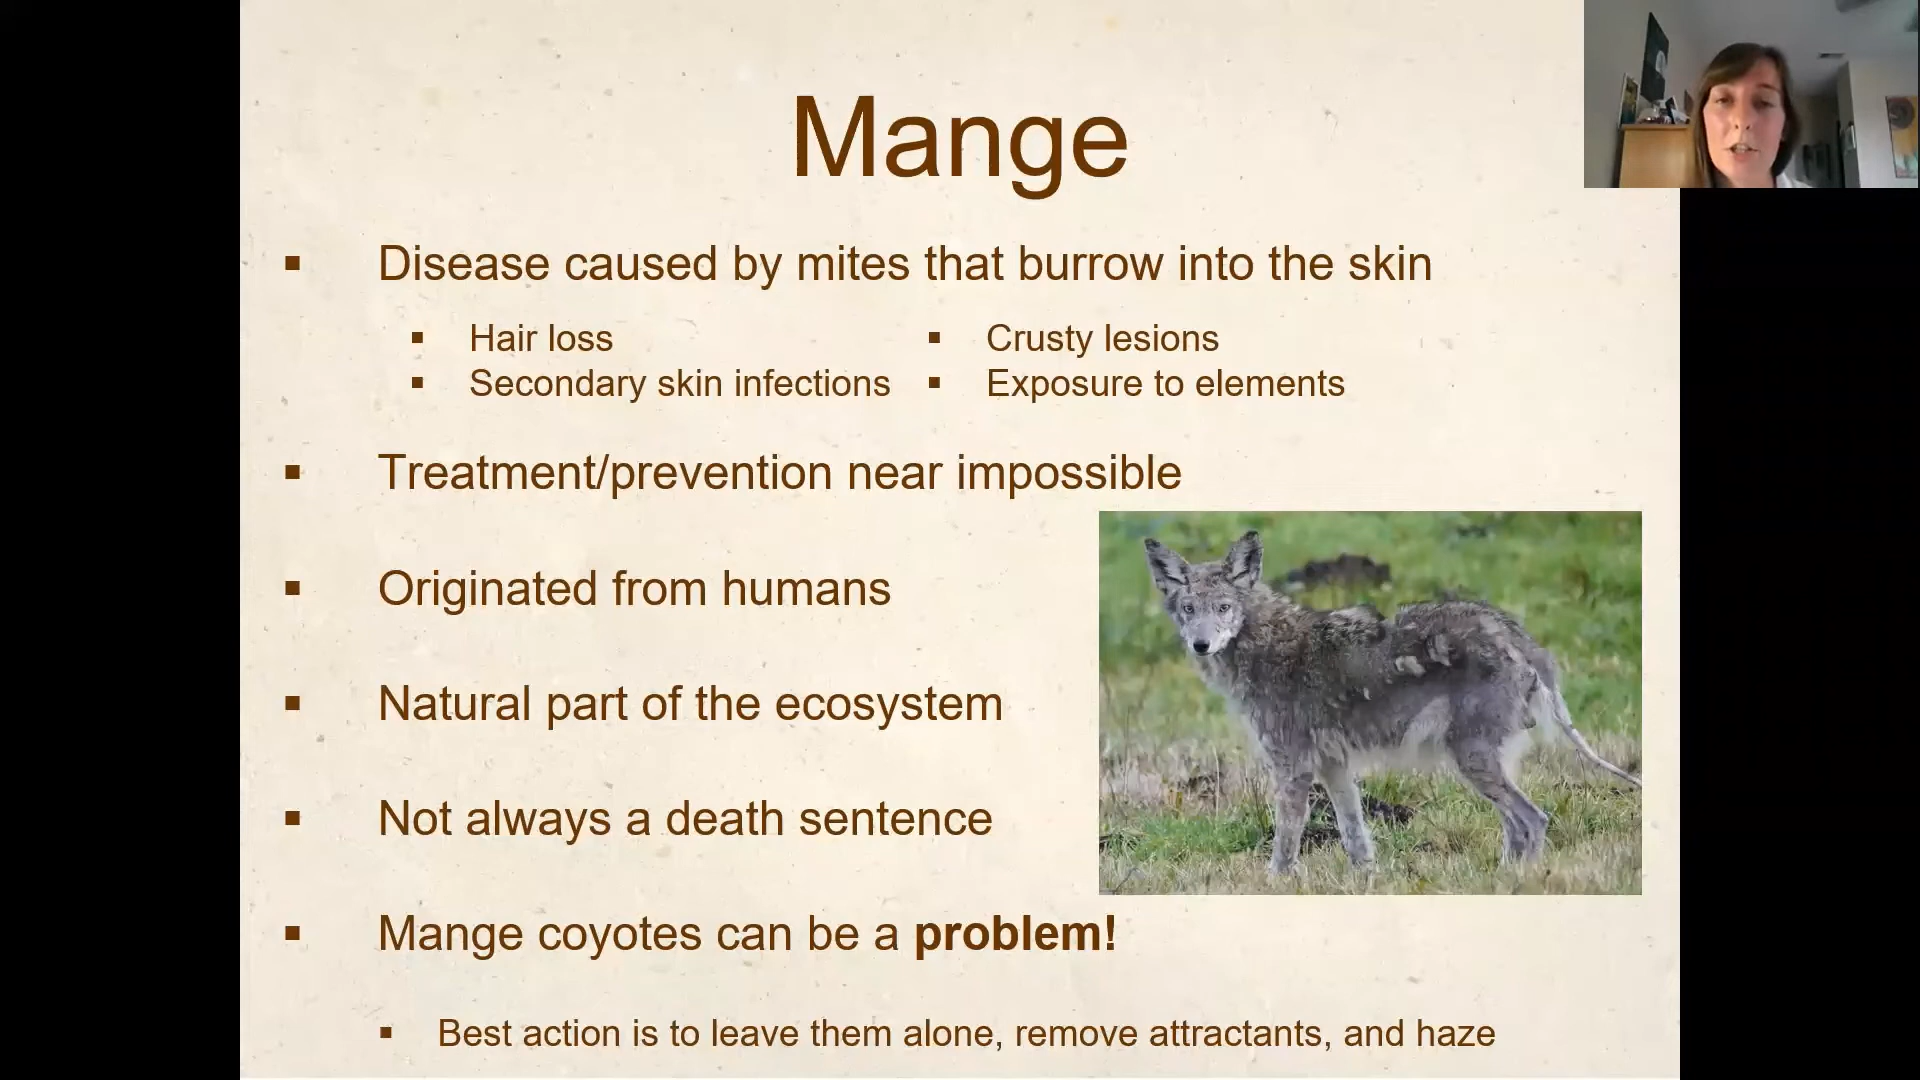 Mange
Disease caused by mites that burrow into the skin
Hair loss
Secondary skin infections
Crusty lesions
Exposure to elements
Treatment/prevention near impossible
Originated from humans
Natural part of the ecosystem
Not always a death sentence
Mange coyotes can be a problem!
Best action is to leave them alone, remove attractants, and haze